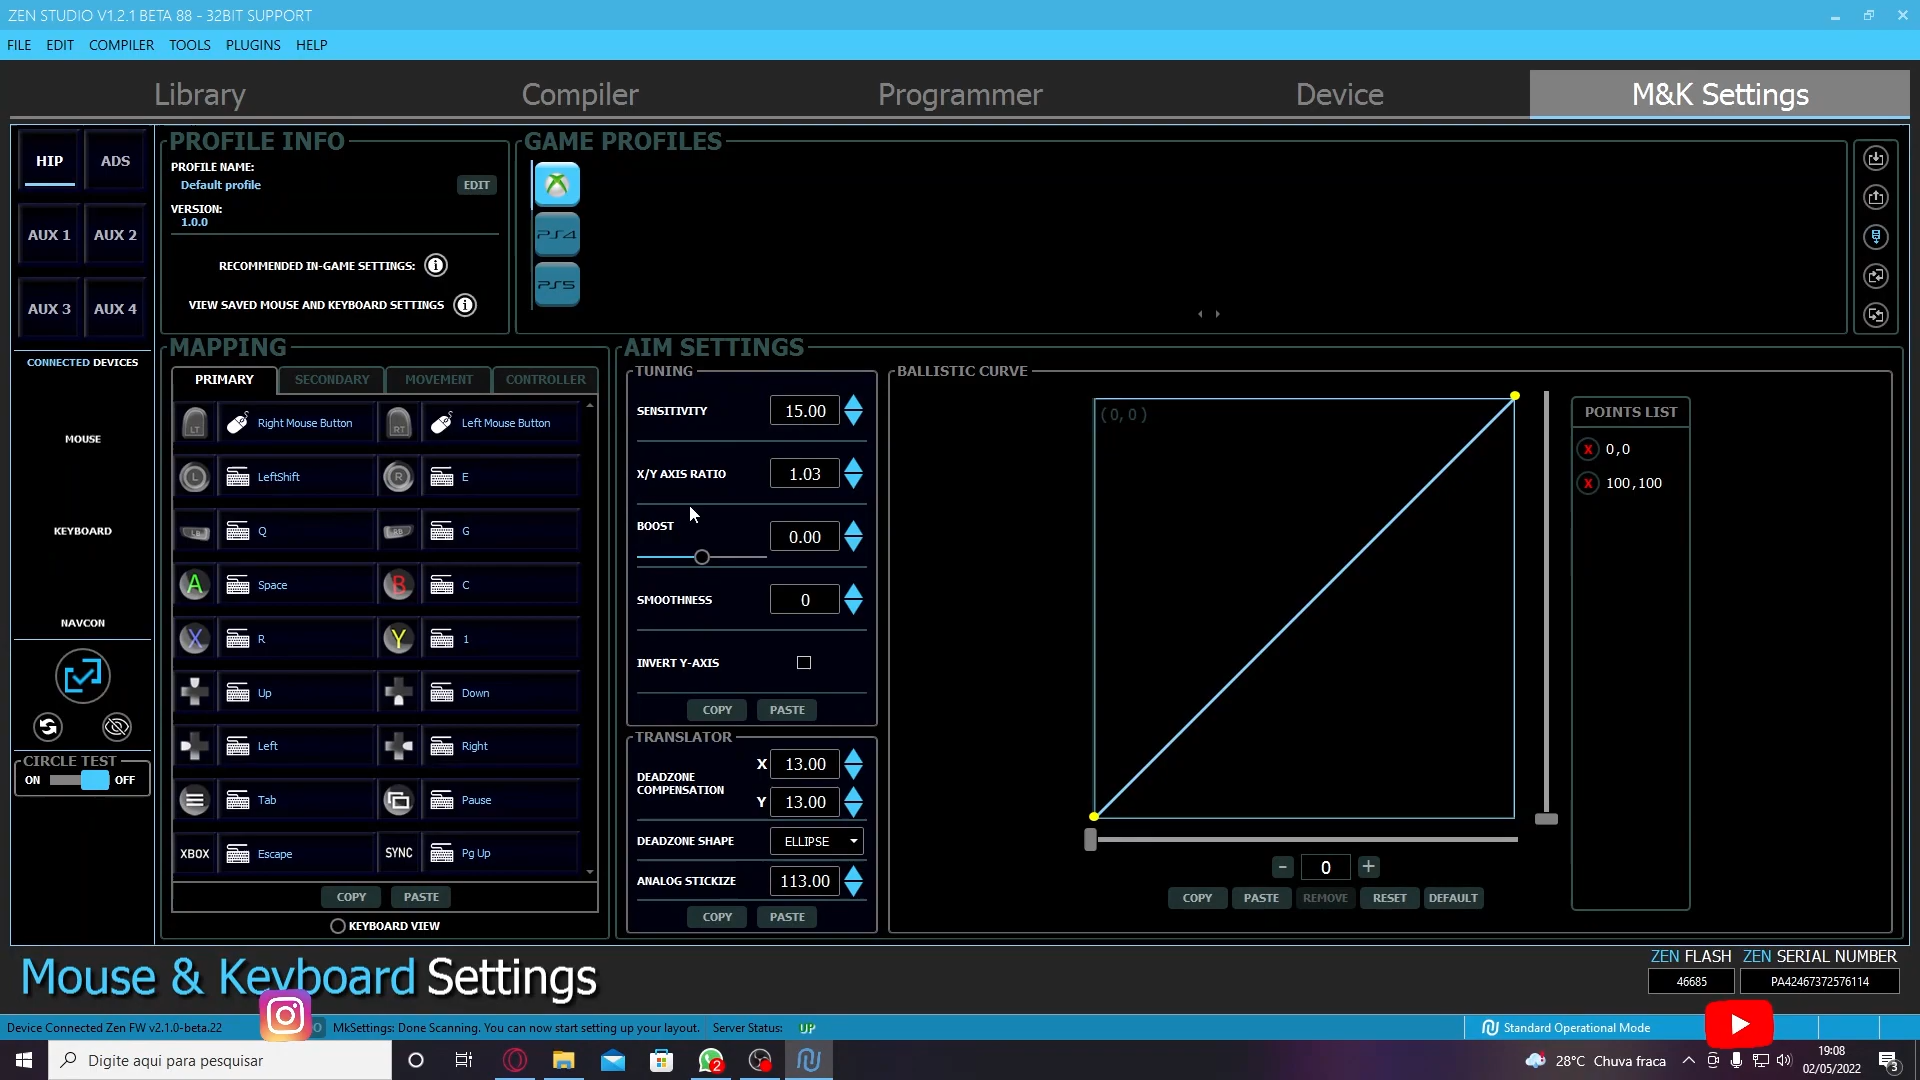 ZEN STUDIO V1.2.1 BETA 88 - 32BIT SUPPORT
FILE EDIT COMPILER TOOLS PLUGINS HELP
Library Compiler Programmer Device M&K Settings
HIP ADS
AUX 1 AUX 2
AUX 3 AUX 4
CONNECTED DEVICES
MOUSE
KEYBOARD
NAVCON
CIRCLE TEST
ON OFF
PROFILE INFO
PROFILE NAME:
Default profile EDIT
VERSION:
1.0.0
RECOMMENDED IN-GAME SETTINGS:
VIEW SAVED MOUSE AND KEYBOARD SETTINGS
GAME PROFILES
PS4
PS5
MAPPING
PRIMARY SECONDARY MOVEMENT CONTROLLER
LT Right Mouse Button RT Left Mouse Button
L LeftShift R E
LB Q RB G
A Space B C
X R Y 1
Up Down
Left Right
Tab Pause
XBOX Escape SYNC Pg Up
COPY PASTE
KEYBOARD VIEW
AIM SETTINGS
TUNING
SENSITIVITY 15.00
X/Y AXIS RATIO 1.03
BOOST 0.00
SMOOTHNESS 0
INVERT Y-AXIS
COPY PASTE
TRANSLATOR
DEADZONE COMPENSATION X 13.00
Y 13.00
DEADZONE SHAPE ELLIPSE
ANALOG STICKIZE 113.00
COPY PASTE
BALLISTIC CURVE
(0,0)
- 0 +
COPY PASTE REMOVE RESET DEFAULT
POINTS LIST
X 0,0
X 100,100
Mouse & Keyboard Settings
ZEN FLASH ZEN SERIAL NUMBER
46685 PA42467372576114
Device Connected Zen FW v2.1.0-beta.22 MkSettings: Done Scanning. You can now start setting up your layout. Server Status: UP Standard Operational Mode
Digite aqui para pesquisar 2 28°C Chuva fraca 19:08
02/05/2022 3